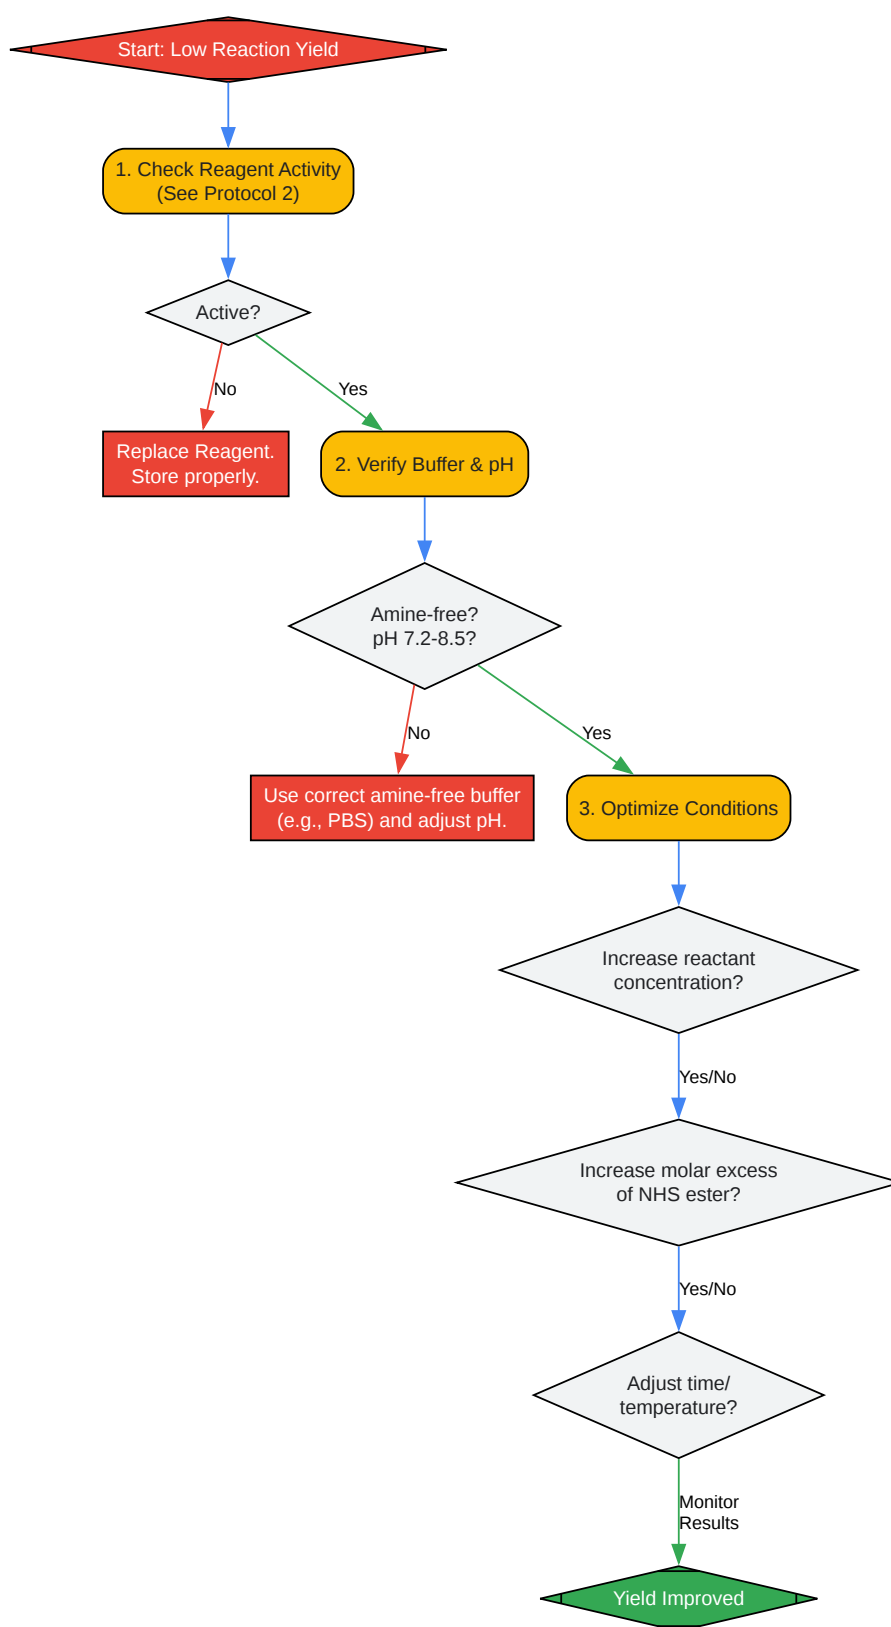 Start: Low Reaction Yield
1. Check Reagent Activity
(See Protocol 2)
Active?
No
Yes
Replace Reagent.
Store properly.
2. Verify Buffer & pH
Amine-free?
pH 7.2-8.5?
No
Yes
Use correct amine-free buffer
(e.g., PBS) and adjust pH.
3. Optimize Conditions
Increase reactant
concentration?
Yes/No
Increase molar excess
of NHS ester?
Yes/No
Adjust time/
temperature?
Monitor
Results
Yield Improved